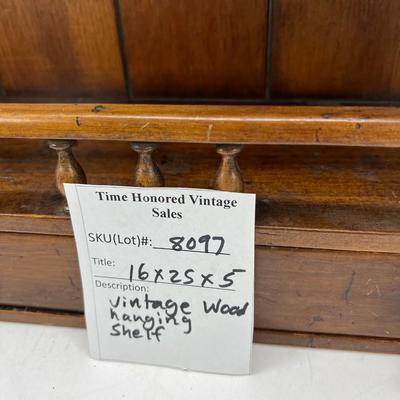 Time Honored Vintage
Sales
SKU(Lot)#: 8097
Title: 16x25x5
Description:
vintage wood
hanging
shelf